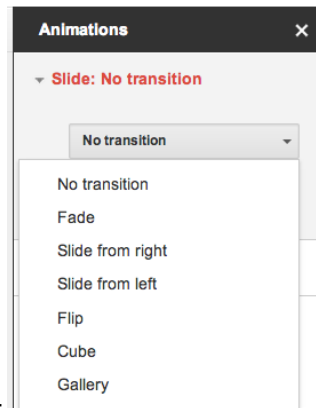 Animations ×
Slide: No transition
No transition
No transition
Fade
Slide from right
Slide from left
Flip
Cube
Gallery